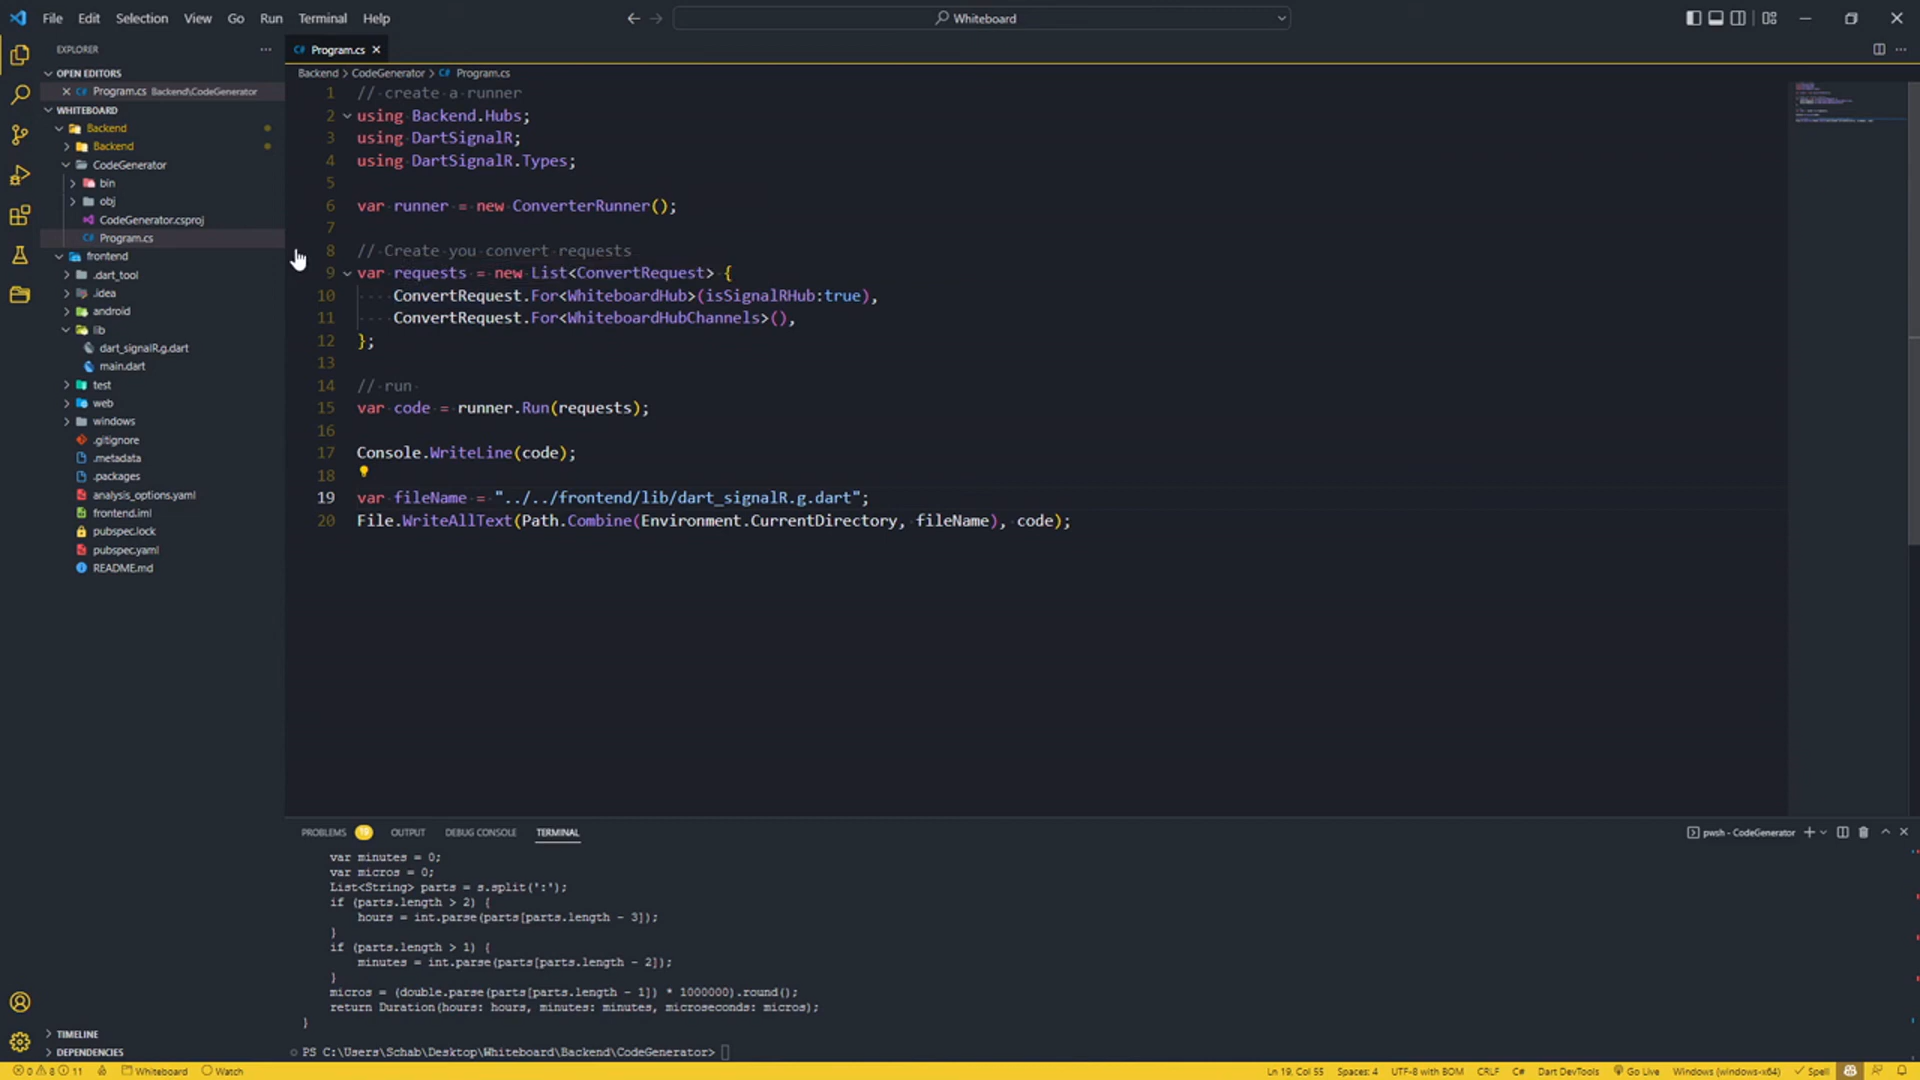 File Edit Selection View Go Run Terminal Help
Whiteboard
EXPLORER
OPEN EDITORS
Program.cs Backend\CodeGenerator
WHITEBOARD
Backend
Backend
CodeGenerator
bin
obj
CodeGenerator.csproj
Program.cs
frontend
.dart_tool
.idea
android
lib
dart_signalR.g.dart
main.dart
test
web
windows
.gitignore
.metadata
.packages
analysis_options.yaml
frontend.iml
pubspec.lock
pubspec.yaml
README.md
TIMELINE
DEPENDENCIES
Program.cs
Backend > CodeGenerator > Program.cs
1 // create a runner
2 using Backend.Hubs;
3 using DartSignalR;
4 using DartSignalR.Types;
5
6 var runner = new ConverterRunner();
7
8 // Create you convert requests
9 var requests = new List<ConvertRequest> {
10 ConvertRequest.For<WhiteboardHub>(isSignalRHub:true),
11 ConvertRequest.For<WhiteboardHubChannels>(),
12 };
13
14 // run
15 var code = runner.Run(requests);
16
17 Console.WriteLine(code);
18
19 var fileName = "../../frontend/lib/dart_signalR.g.dart";
20 File.WriteAllText(Path.Combine(Environment.CurrentDirectory, fileName), code);
PROBLEMS OUTPUT DEBUG CONSOLE TERMINAL
pwsh - CodeGenerator
var minutes = 0;
var micros = 0;
List<String> parts = s.split(':');
if (parts.length > 2) {
hours = int.parse(parts[parts.length - 3]);
}
if (parts.length > 1) {
minutes = int.parse(parts[parts.length - 2]);
}
micros = (double.parse(parts[parts.length - 1]) * 1000000).round();
return Duration(hours: hours, minutes: minutes, microseconds: micros);
}
PS C:\Users\Schab\Desktop\Whiteboard\Backend\CodeGenerator>
0 8 11 Whiteboard Watch Ln 19, Col 55 Spaces: 4 UTF-8 with BOM CRLF C# Dart DevTools Go Live Windows (windows-x64) Spell